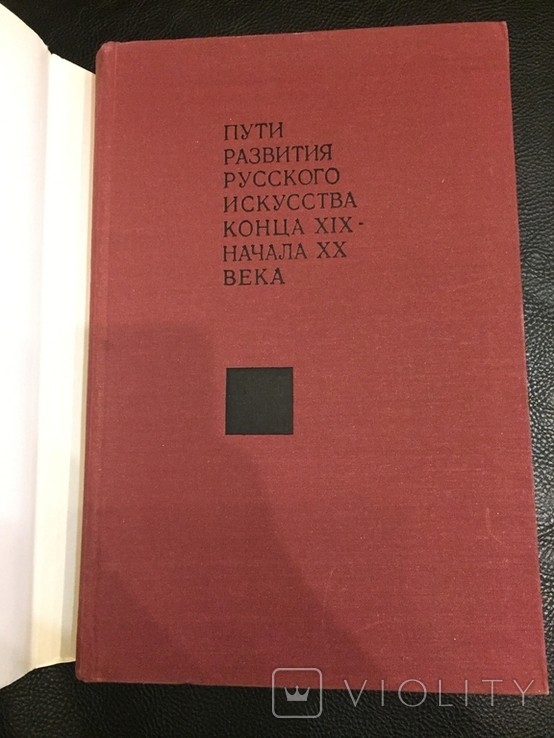 ПУТИ
РАЗВИТИЯ
РУССКОГО
ИСКУССТВА
КОНЦА XIX-
НАЧАЛА XX
ВЕКА
VIOLITY